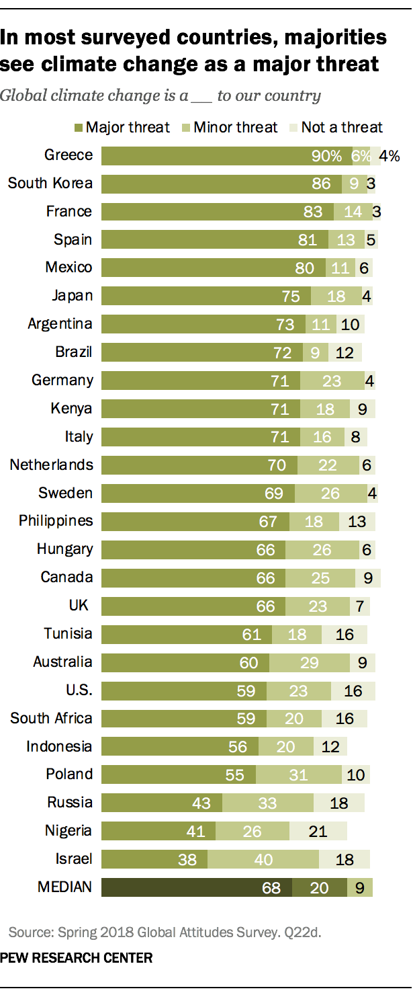 In most surveyed countries, majorities
see climate change as a major threat
Global climate change is a __ to our country
Major threat Minor threat Not a threat
Greece 90% 6% 4%
South Korea 86 9 3
France 83 14 3
Spain 81 13 5
Mexico 80 11 6
Japan 75 18 4
Argentina 73 11 10
Brazil 72 9 12
Germany 71 23 4
Kenya 71 18 9
Italy 71 16 8
Netherlands 70 22 6
Sweden 69 26 4
Philippines 67 18 13
Hungary 66 26 6
Canada 66 25 9
UK 66 23 7
Tunisia 61 18 16
Australia 60 29 9
U.S. 59 23 16
South Africa 59 20 16
Indonesia 56 20 12
Poland 55 31 10
Russia 43 33 18
Nigeria 41 26 21
Israel 38 40 18
MEDIAN 68 20 9
Source: Spring 2018 Global Attitudes Survey. Q22d.
PEW RESEARCH CENTER